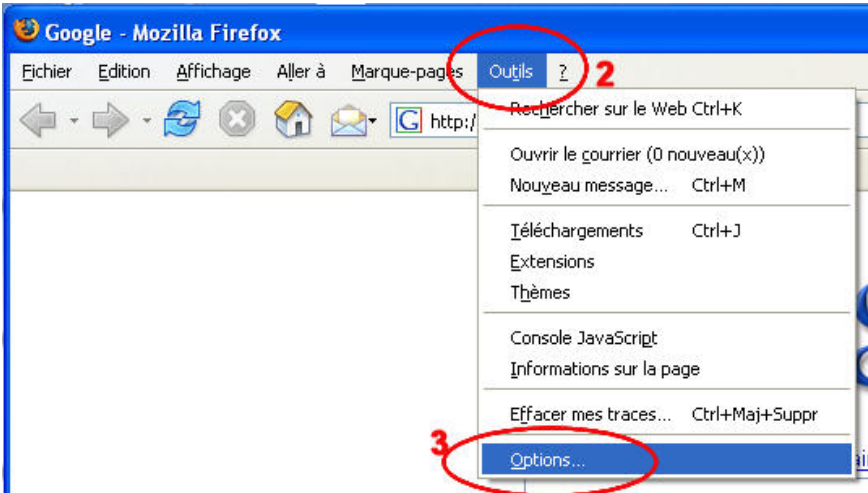 Google - Mozilla Firefox
Fichier Edition Affichage Aller à Marque-pages Outils ? 2
G http:/
Rechercher sur le Web Ctrl+K
Ouvrir le courrier (0 nouveau(x))
Nouveau message... Ctrl+M
Téléchargements Ctrl+J
Extensions
Thèmes
Console JavaScript
Informations sur la page
Effacer mes traces... Ctrl+Maj+Suppr
3 Options...